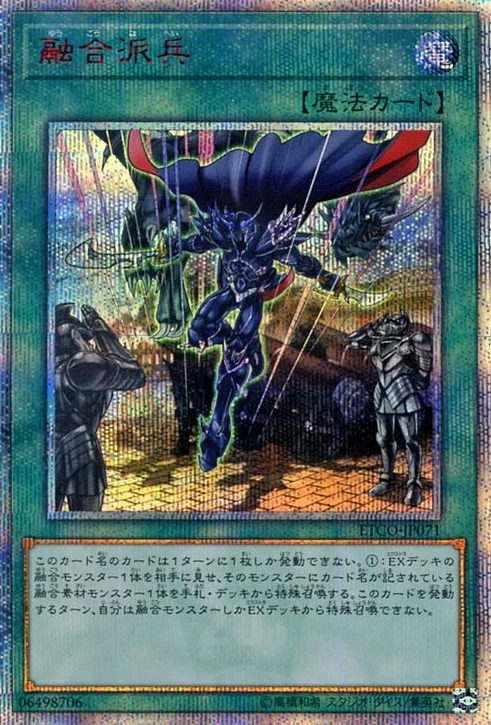 融合派兵
【魔法カード】
ETCO-JP071
このカード名のカードは1ターンに1枚しか発動できない。①：EXデッキの
融合モンスター1体を相手に見せ、そのモンスターにカード名が記されている
融合素材モンスター1体を手札・デッキから特殊召喚する。このカードを発動
するターン、自分は融合モンスターしかEXデッキから特殊召喚できない。
06498706 ©高橋和希 スタジオ・ダイス/集英社